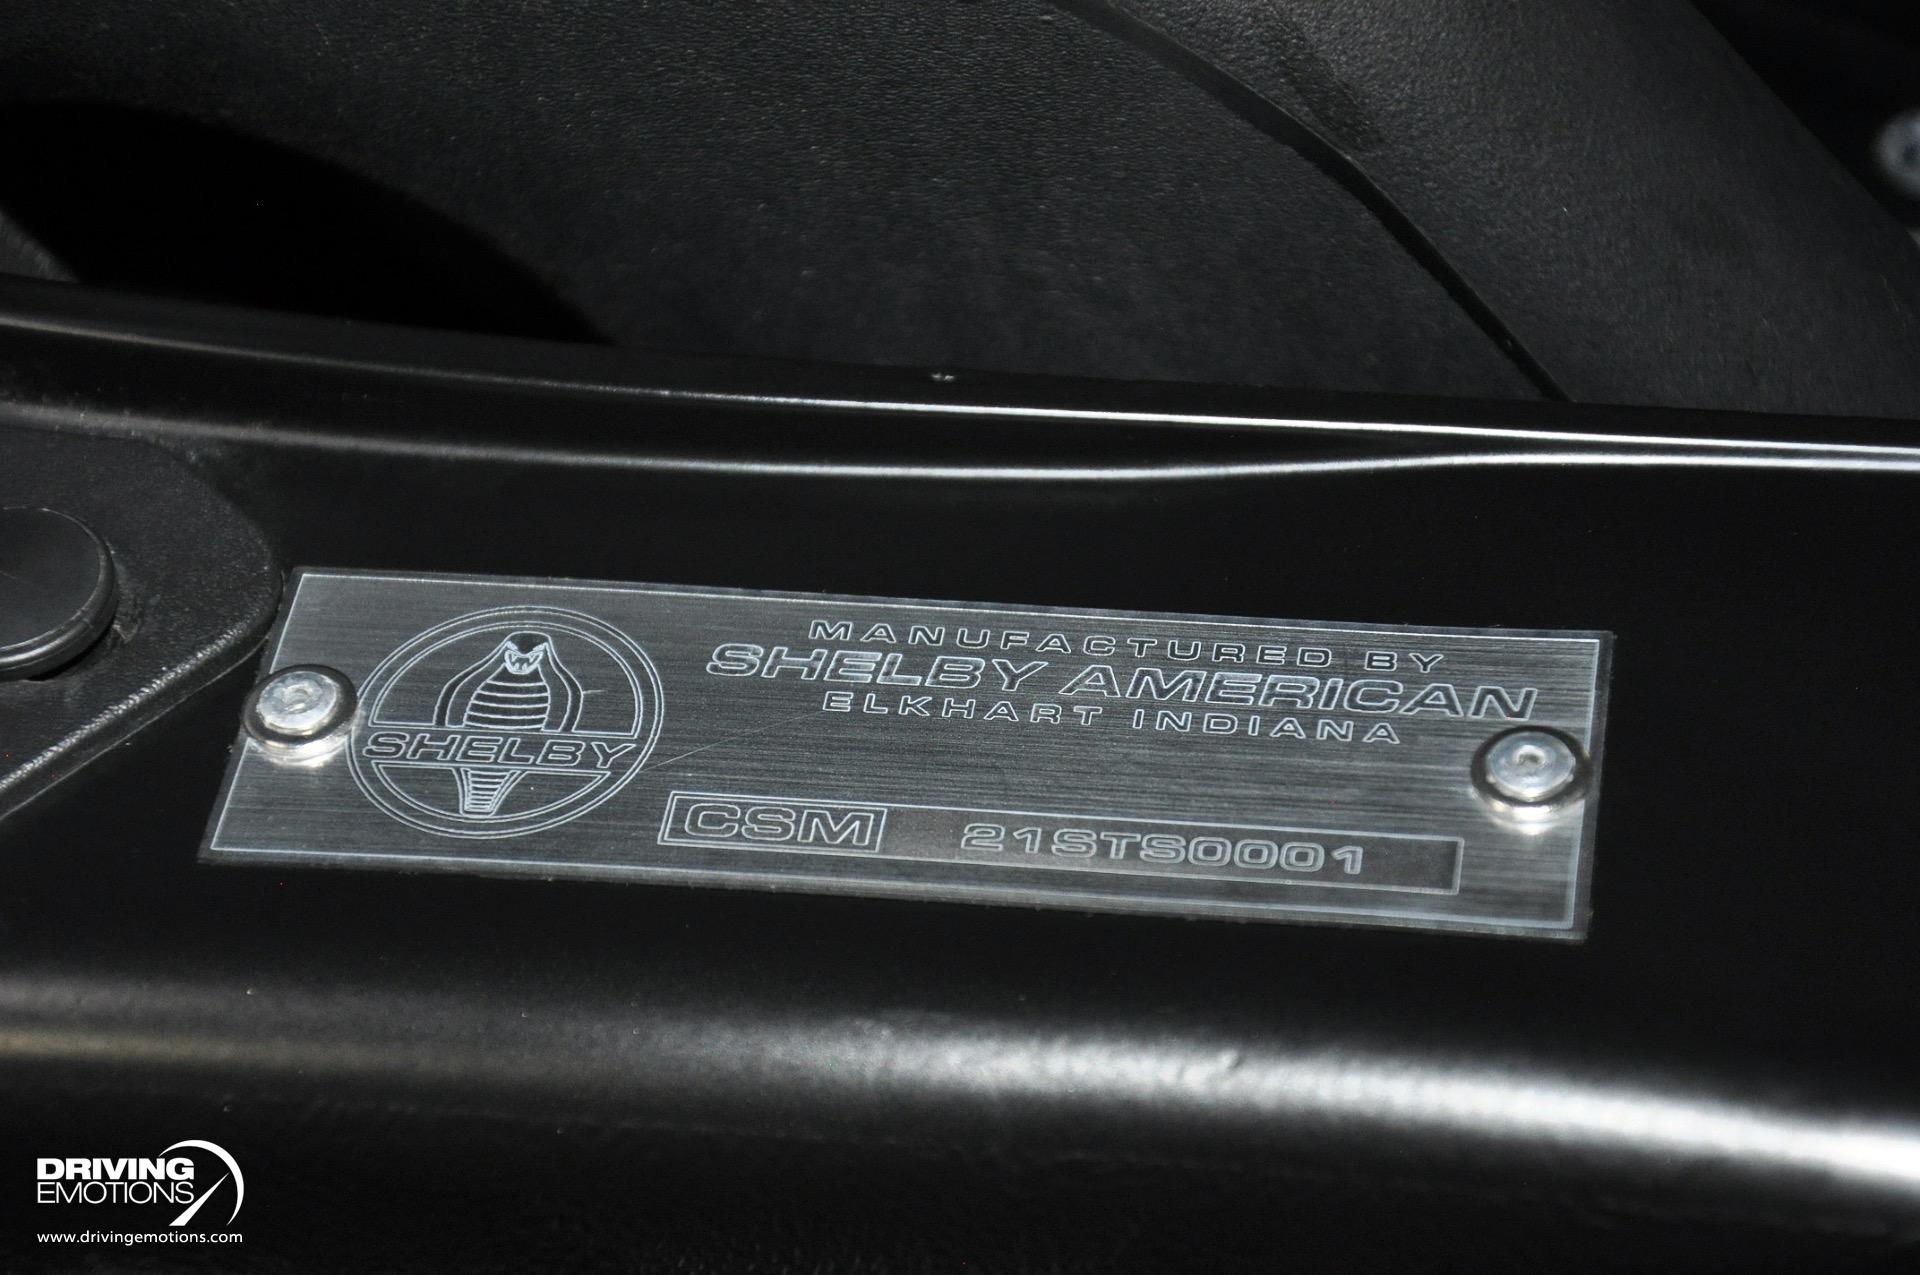 MANUFACTURED BY
SHELBY AMERICAN
ELKHART INDIANA
SHELBY
CSM 21STS0001
DRIVING
EMOTIONS
www.drivingemotions.com